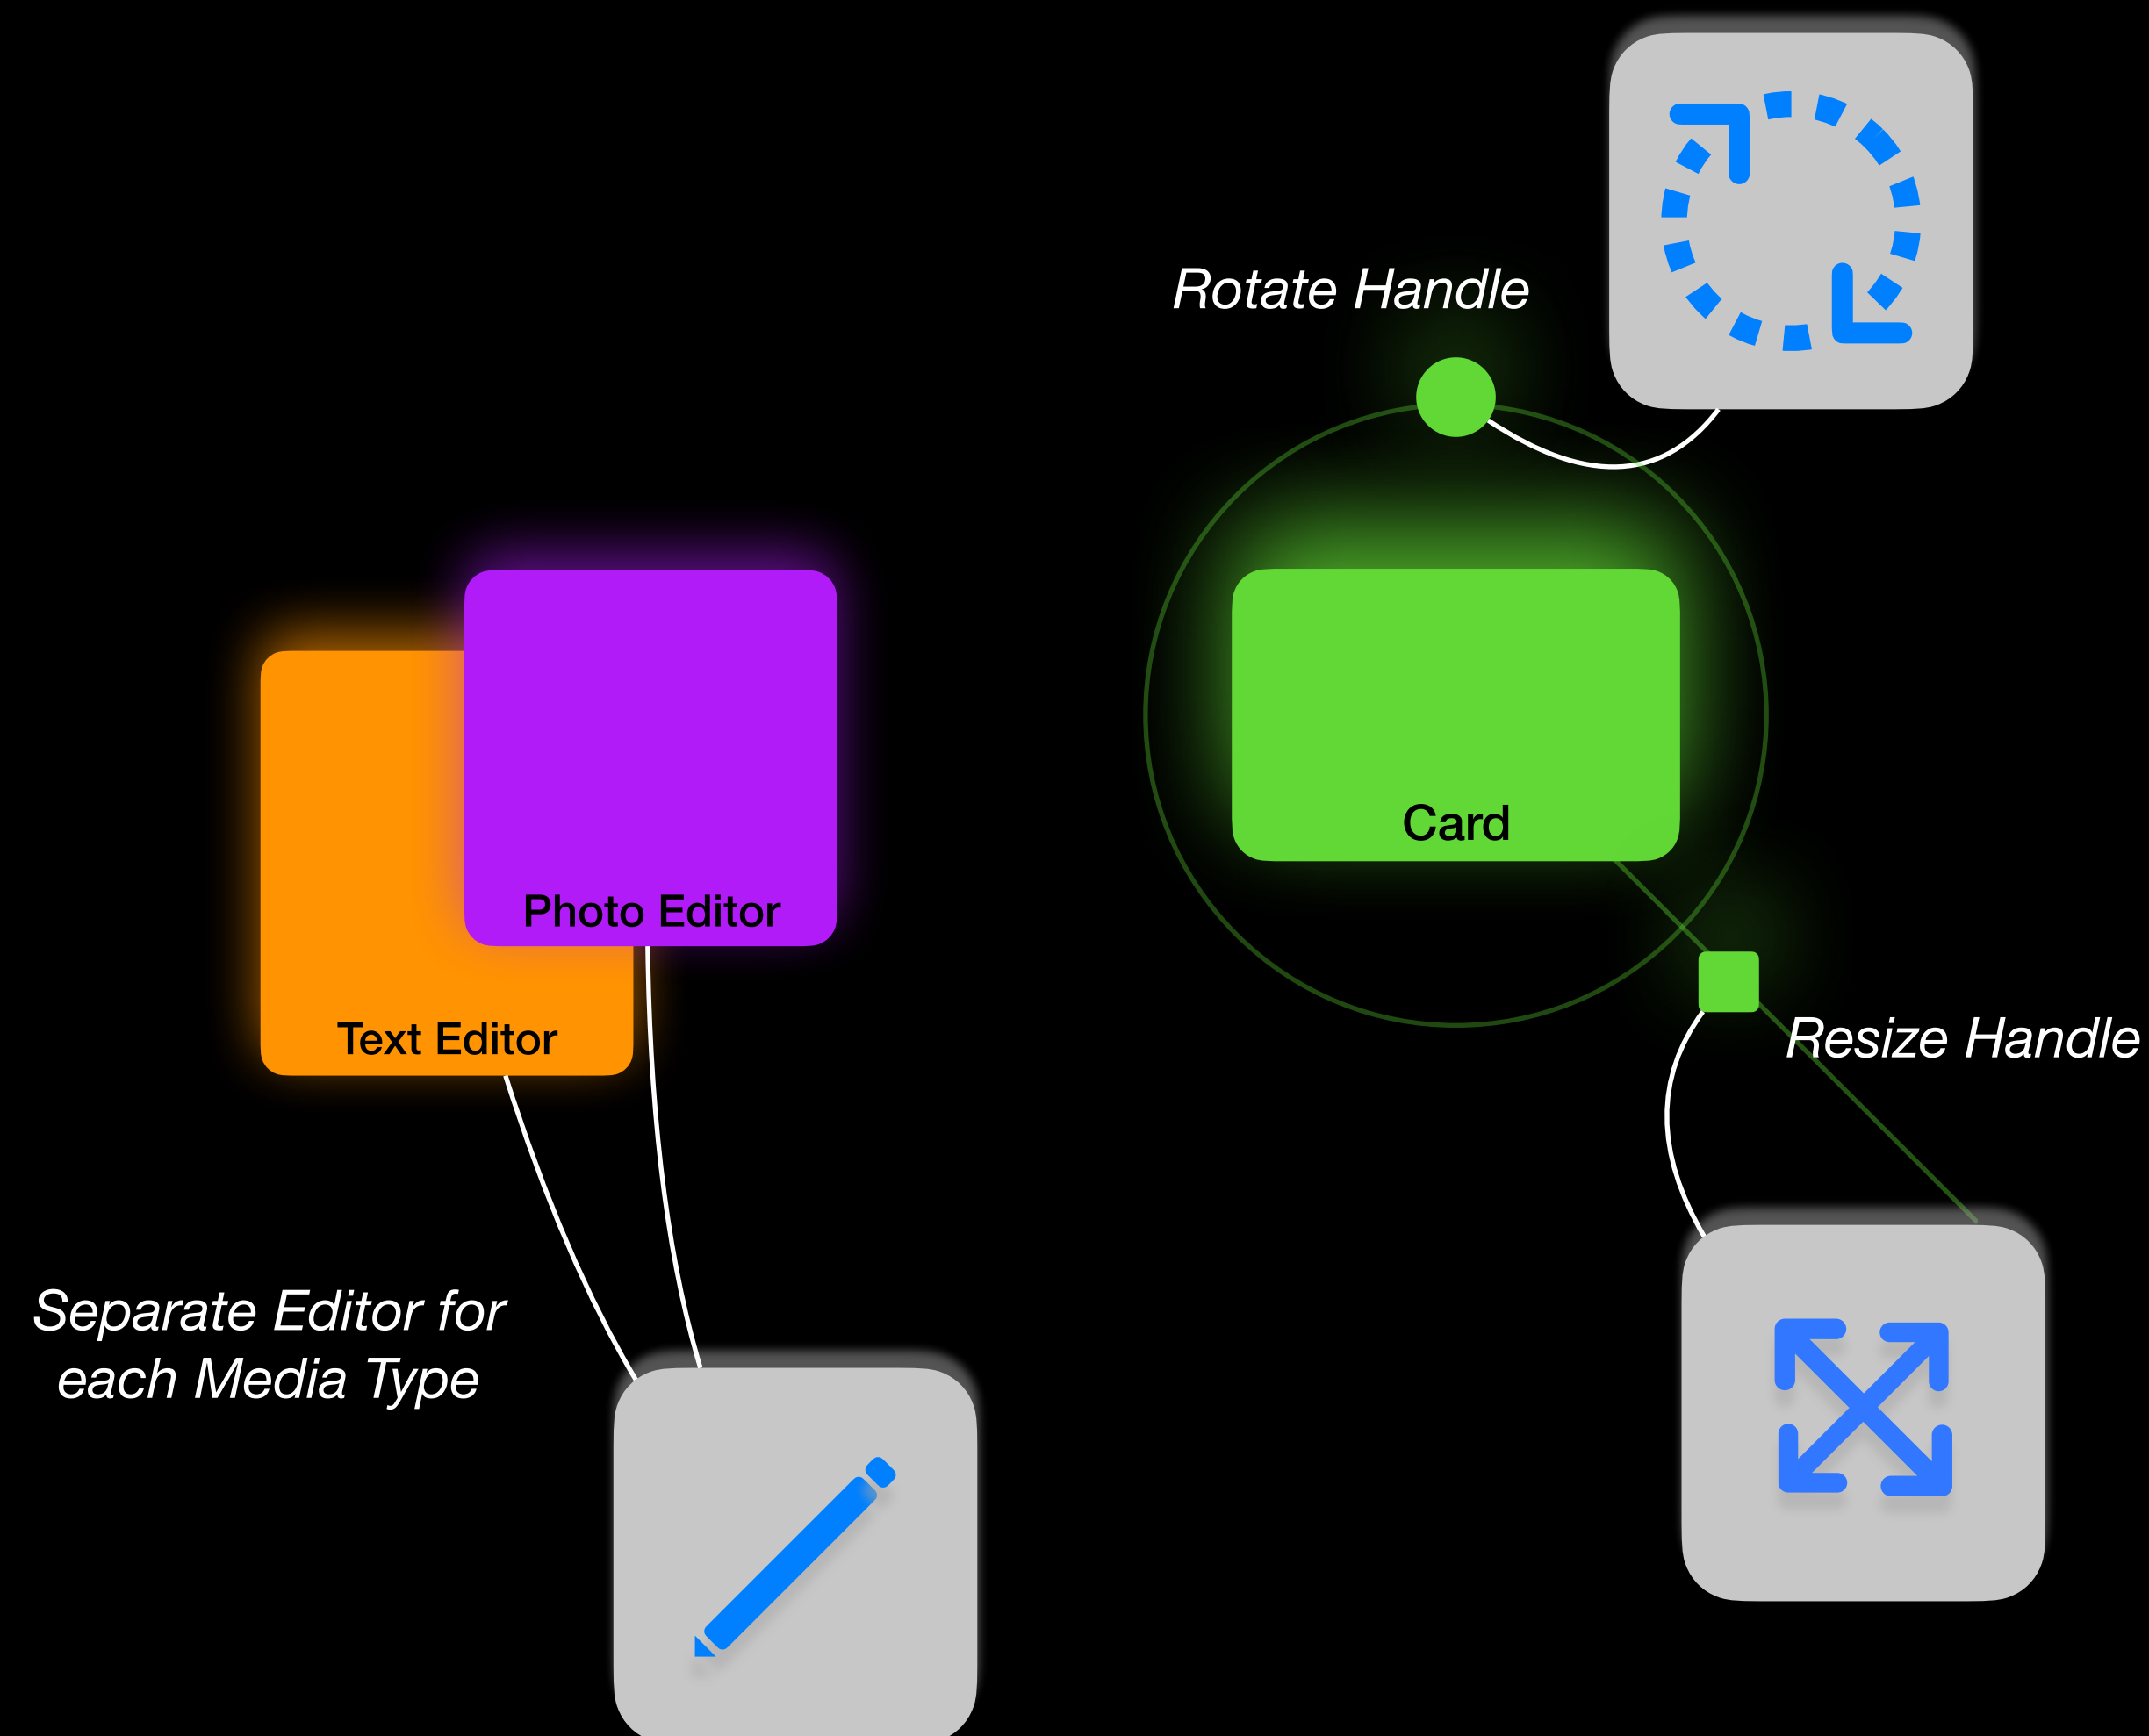 Rotate Handle
Card
Photo Editor
Text Editor
Resize Handle
Separate Editor for
each Media Type